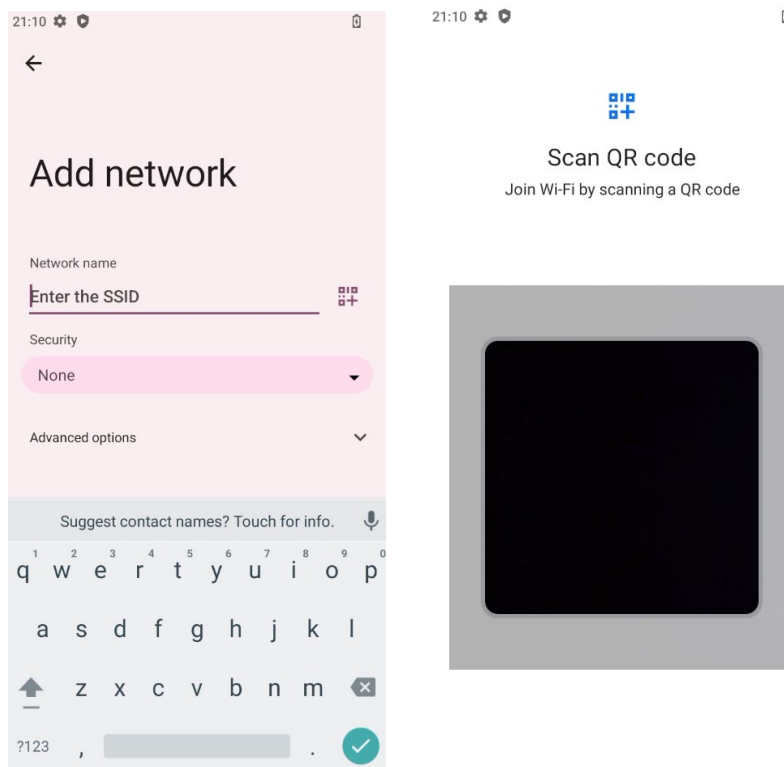 21:10
Add network
Network name
Enter the SSID
Security
None
Advanced options
Suggest contact names? Touch for info.
1 2 3 4 5 6 7 8 9 0
q w e r t y u i o p
a s d f g h j k l
z x c v b n m
?123 , .
21:10
Scan QR code
Join Wi-Fi by scanning a QR code